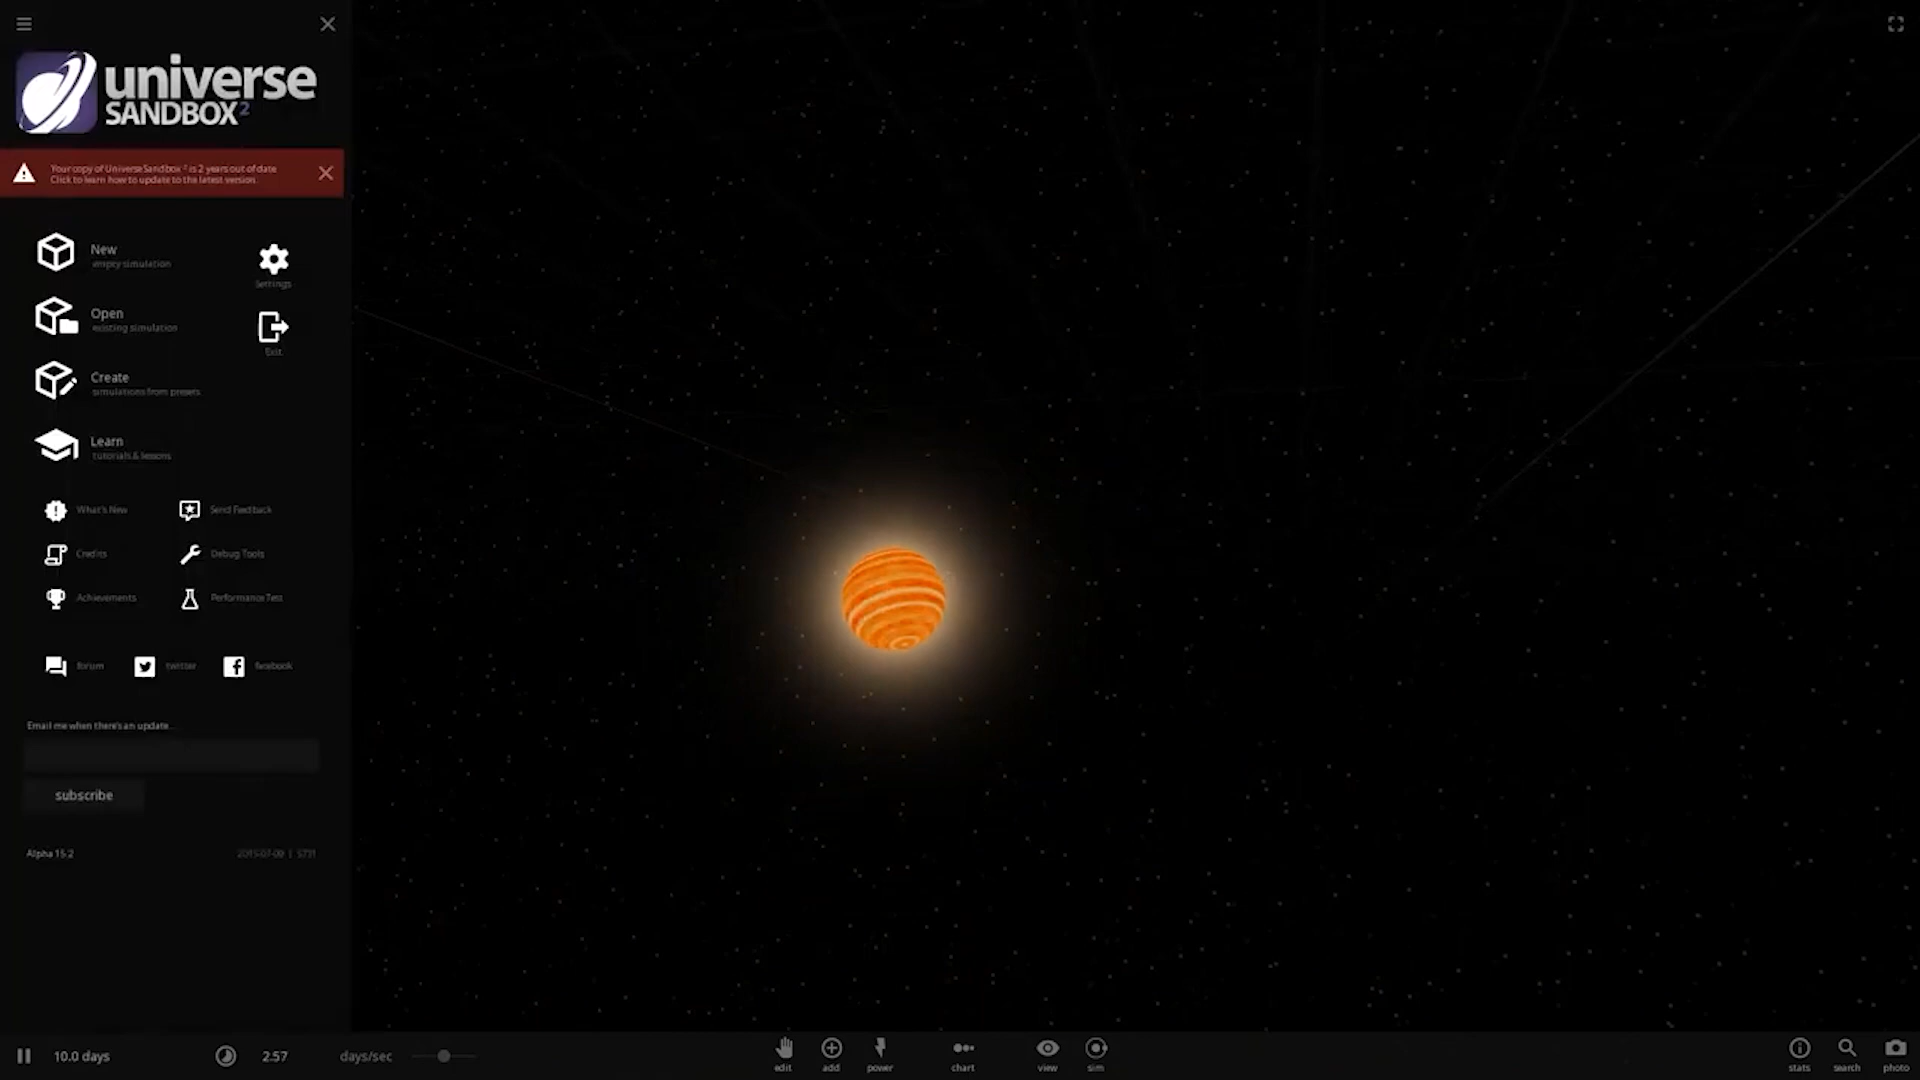 universe
SANDBOX 2
Your copy of Universe Sandbox ² is 2 years out of date
Click to learn how to update to the latest version.
New
empty simulation
Settings
Open
existing simulation
Exit
Create
simulations from presets
Learn
tutorials & lessons
What's New
Send Feedback
Credits
Debug Tools
Achievements
Performance Test
forum
twitter
facebook
Email me when there's an update...
subscribe
Alpha 15.2
10.0 days
2.57
days/sec
edit
add
power
chart
view
sim
stats
search
photo